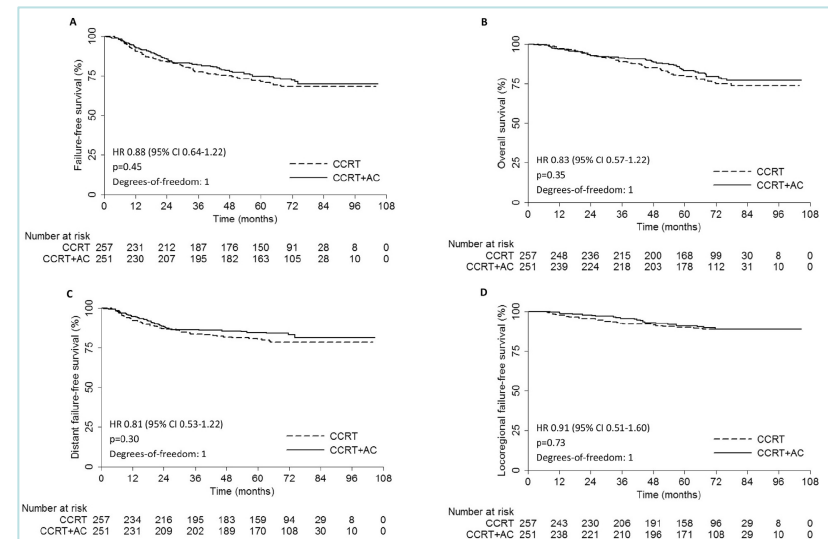 A
Failure-free survival (%)
100
75
50
25
0
HR 0.88 (95% CI 0.64-1.22)
p=0.45
Degrees-of-freedom: 1
CCRT
CCRT+AC
0 12 24 36 48 60 72 84 96 108
Time (months)
Number at risk
CCRT 257 231 212 187 176 150 91 28 8 0
CCRT+AC 251 230 207 195 182 163 105 28 10 0
B
Overall survival (%)
100
75
50
25
0
HR 0.83 (95% CI 0.57-1.22)
p=0.35
Degrees-of-freedom: 1
CCRT
CCRT+AC
0 12 24 36 48 60 72 84 96 108
Time (months)
Number at risk
CCRT 257 248 236 215 200 168 99 30 8 0
CCRT+AC 251 239 224 218 203 178 112 31 10 0
C
Distant failure-free survival (%)
100
75
50
25
0
HR 0.81 (95% CI 0.53-1.22)
p=0.30
Degrees-of-freedom: 1
CCRT
CCRT+AC
0 12 24 36 48 60 72 84 96 108
Time (months)
Number at risk
CCRT 257 234 216 195 183 159 94 29 8 0
CCRT+AC 251 231 209 202 189 170 108 30 10 0
D
Locoregional failure-free survival (%)
100
75
50
25
0
HR 0.91 (95% CI 0.51-1.60)
p=0.73
Degrees-of-freedom: 1
CCRT
CCRT+AC
0 12 24 36 48 60 72 84 96 108
Time (months)
Number at risk
CCRT 257 243 230 206 191 158 96 29 8 0
CCRT+AC 251 238 221 210 196 171 108 29 10 0